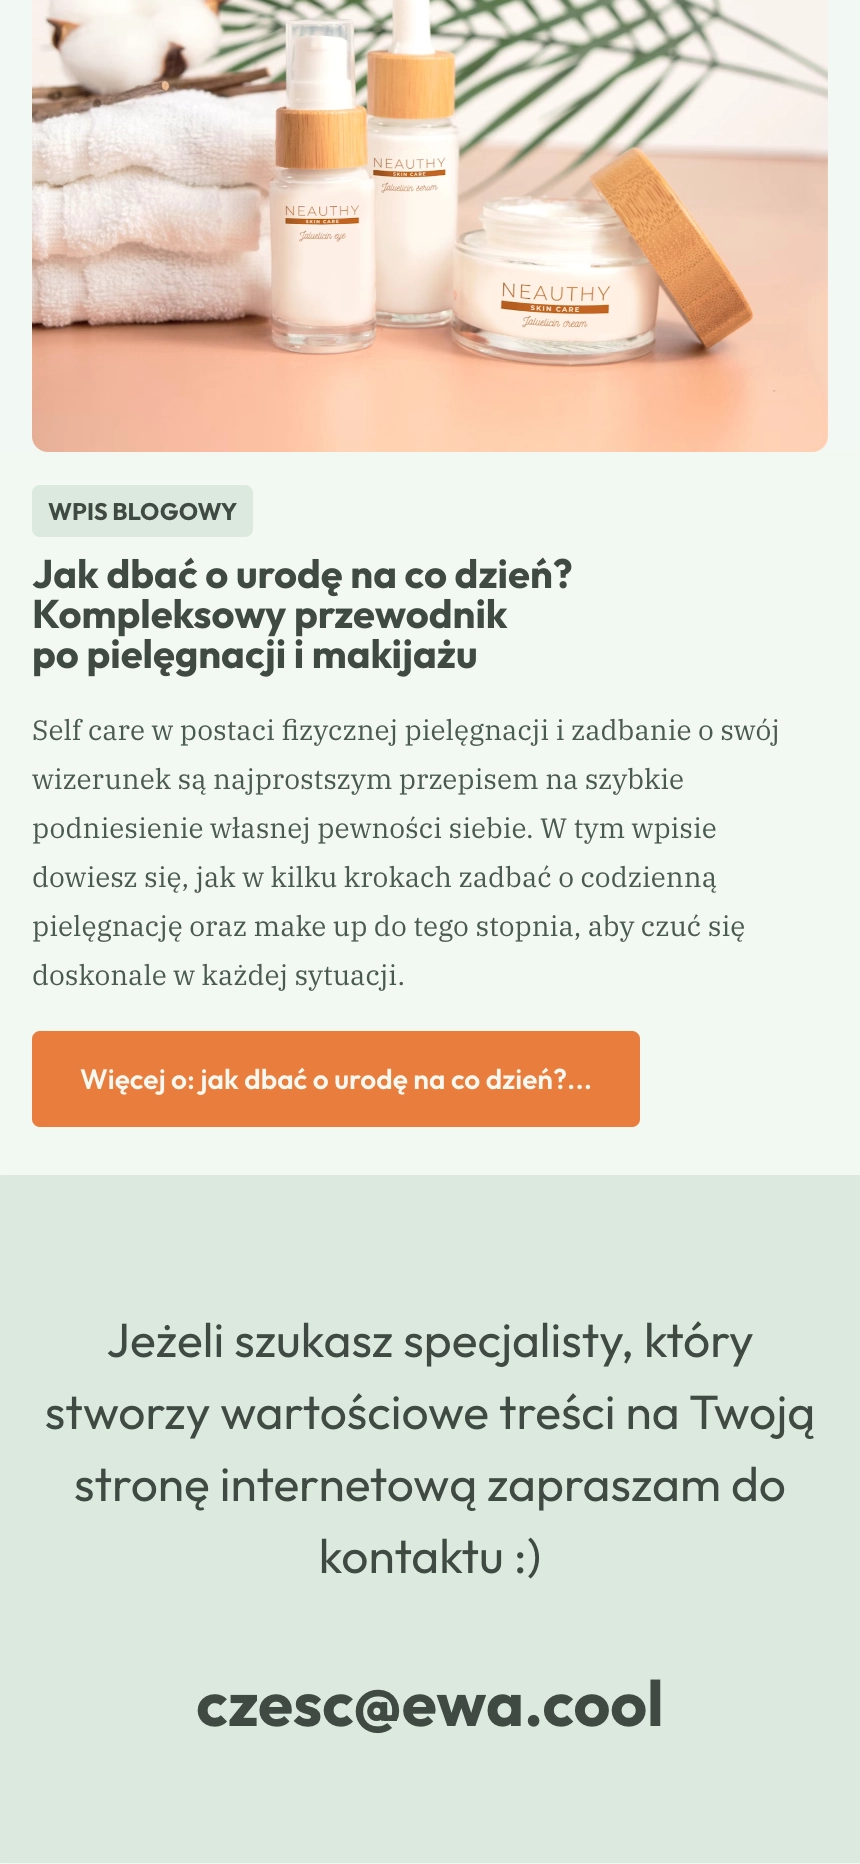 NEAUTHY
SKIN CARE
Jaluelicin serum
NEAUTHY
SKIN CARE
Jaluelicin eye
NEAUTHY
SKIN CARE
Jaluelicin cream
WPIS BLOGOWY
Jak dbać o urodę na co dzień?
Kompleksowy przewodnik
po pielęgnacji i makijażu
Self care w postaci fizycznej pielęgnacji i zadbanie o swój
wizerunek są najprostszym przepisem na szybkie
podniesienie własnej pewności siebie. W tym wpisie
dowiesz się, jak w kilku krokach zadbać o codzienną
pielęgnację oraz make up do tego stopnia, aby czuć się
doskonale w każdej sytuacji.
Więcej o: jak dbać o urodę na co dzień?...
Jeżeli szukasz specjalisty, który
stworzy wartościowe treści na Twoją
stronę internetową zapraszam do
kontaktu :)
czesc@ewa.cool